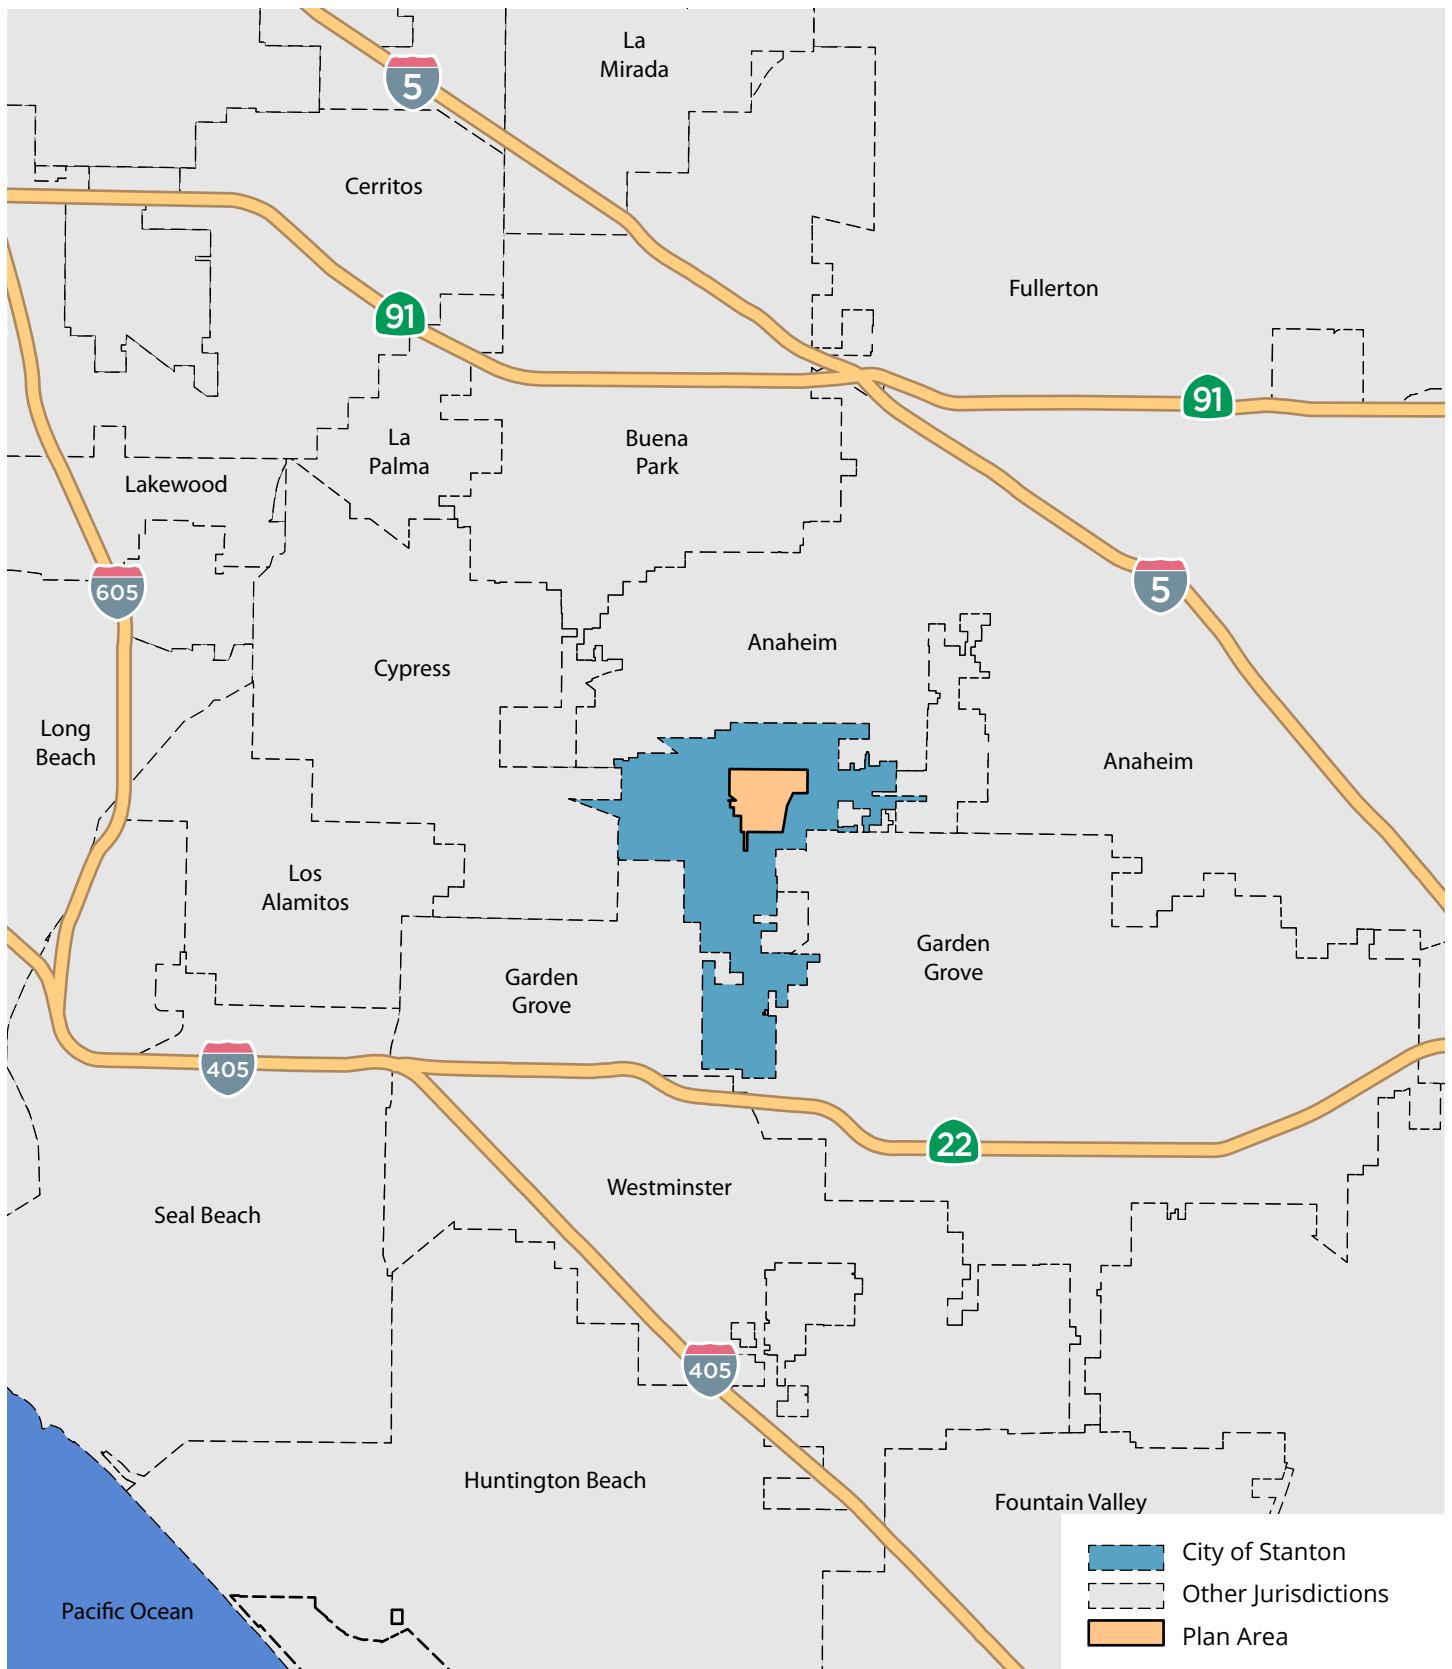 La
Mirada
5
Cerritos
Fullerton
91
91
La
Palma
Buena
Park
Lakewood
605
5
Anaheim
Cypress
Long
Beach
Anaheim
Los
Alamitos
Garden
Grove
Garden
Grove
405
22
Westminster
Seal Beach
405
Huntington Beach
Fountain Valley
Pacific Ocean
City of Stanton
Other Jurisdictions
Plan Area